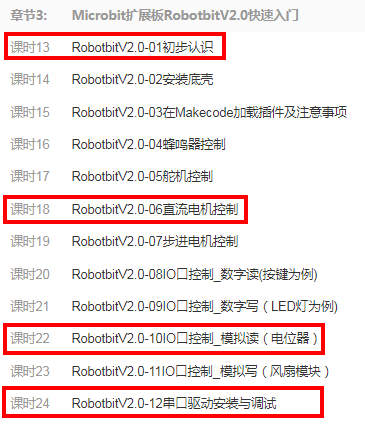 章节3: Microbit扩展板RobotbitV2.0快速入门
课时13 RobotbitV2.0-01初步认识
课时14 RobotbitV2.0-02安装底壳
课时15 RobotbitV2.0-03在Makecode加载插件及注意事项
课时16 RobotbitV2.0-04蜂鸣器控制
课时17 RobotbitV2.0-05舵机控制
课时18 RobotbitV2.0-06直流电机控制
课时19 RobotbitV2.0-07步进电机控制
课时20 RobotbitV2.0-08IO口控制_数字读(按键为例)
课时21 RobotbitV2.0-09IO口控制_数字写（LED灯为例)
课时22 RobotbitV2.0-10IO口控制_模拟读（电位器）
课时23 RobotbitV2.0-11IO口控制_模拟写（风扇模块）
课时24 RobotbitV2.0-12串口驱动安装与调试